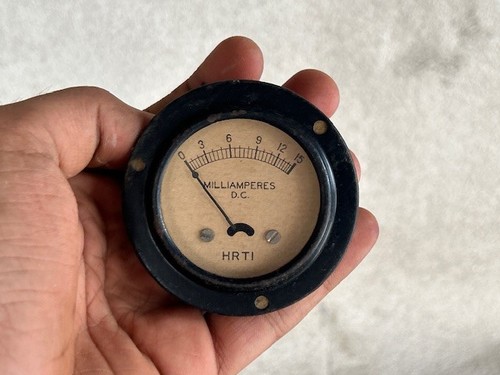 0 3 6 9 12 15
MILLIAMPERES
D.C.
HRTI